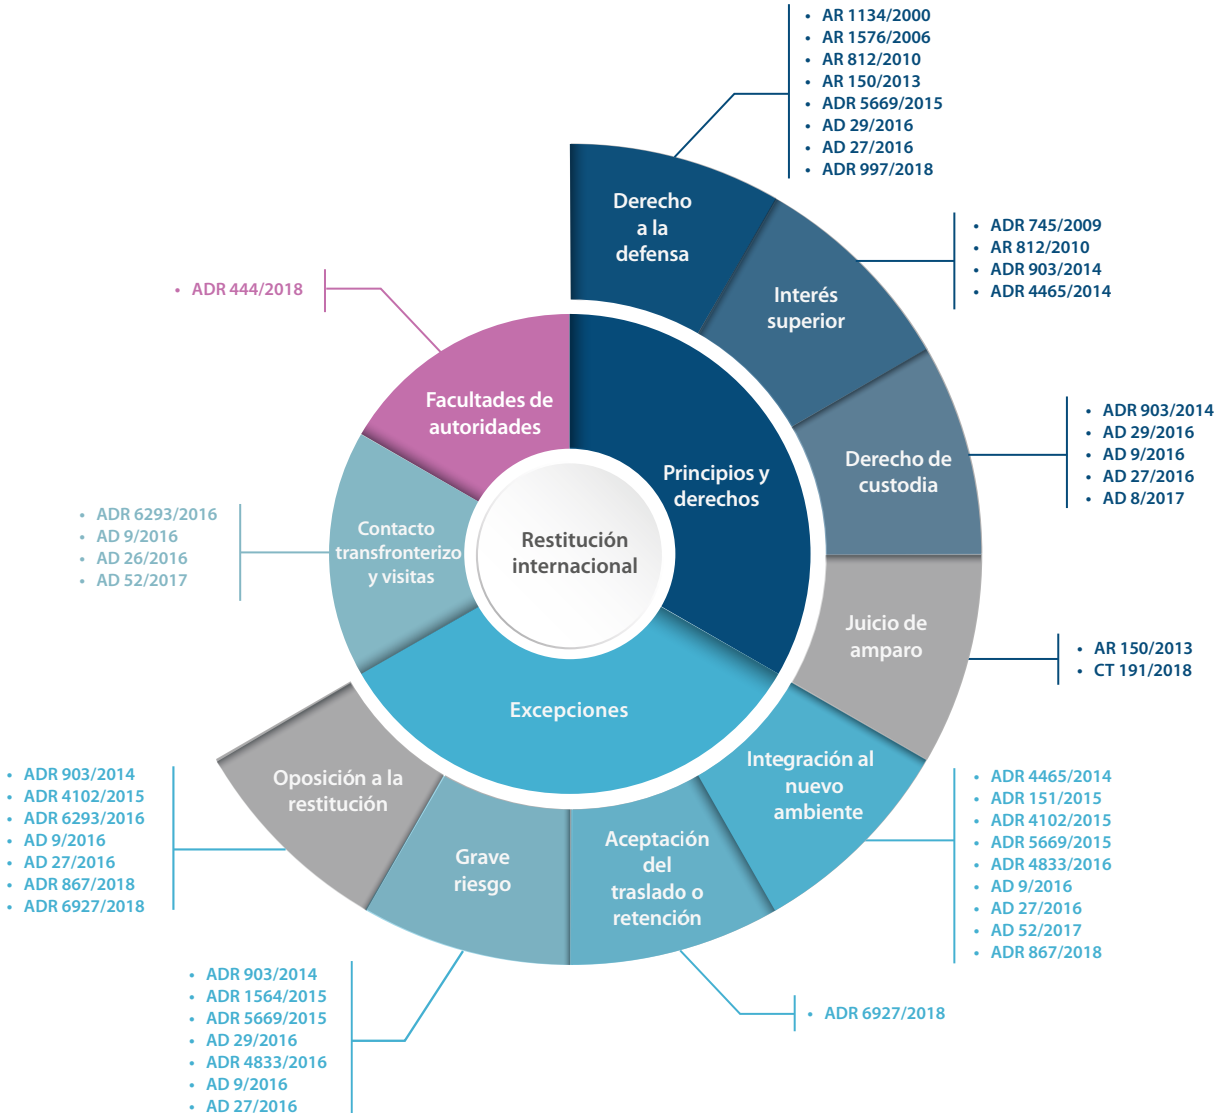 • AR 1134/2000
• AR 1576/2006
• AR 812/2010
• AR 150/2013
• ADR 5669/2015
• AD 29/2016
• AD 27/2016
• ADR 997/2018
Derecho
a la
defensa
• ADR 745/2009
• AR 812/2010
• ADR 903/2014
• ADR 4465/2014
Interés
superior
• ADR 444/2018
Facultades de
autoridades
Principios y
derechos
Derecho de
custodia
• ADR 903/2014
• AD 29/2016
• AD 9/2016
• AD 27/2016
• AD 8/2017
• ADR 6293/2016
• AD 9/2016
• AD 26/2016
• AD 52/2017
Contacto
transfronterizo
y visitas
Restitución
internacional
Juicio de
amparo
• AR 150/2013
• CT 191/2018
Excepciones
Integración al
nuevo
ambiente
• ADR 4465/2014
• ADR 151/2015
• ADR 4102/2015
• ADR 5669/2015
• ADR 4833/2016
• AD 9/2016
• AD 27/2016
• AD 52/2017
• ADR 867/2018
• ADR 903/2014
• ADR 4102/2015
• ADR 6293/2016
• AD 9/2016
• AD 27/2016
• ADR 867/2018
• ADR 6927/2018
Oposición a la
restitución
Grave
riesgo
Aceptación
del
traslado o
retención
• ADR 903/2014
• ADR 1564/2015
• ADR 5669/2015
• AD 29/2016
• ADR 4833/2016
• AD 9/2016
• AD 27/2016
• ADR 6927/2018